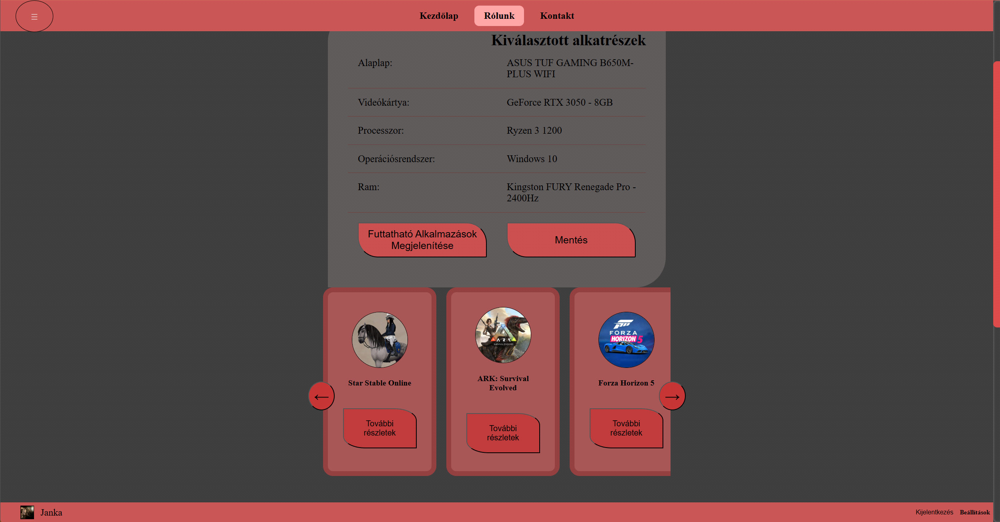 ☰
Kezdőlap Rólunk Kontakt
Kiválasztott alkatrészek
Alaplap: ASUS TUF GAMING B650M-
PLUS WIFI
Videókártya: GeForce RTX 3050 - 8GB
Processzor: Ryzen 3 1200
Operációsrendszer: Windows 10
Ram: Kingston FURY Renegade Pro -
2400Hz
Futtatható Alkalmazások
Megjelenítése
Mentés
Star Stable Online
További
részletek
ARK
SURVIVAL EVOLVED
ARK: Survival
Evolved
További
részletek
FORZA
HORIZON 5
Forza Horizon 5
További
részletek
←
→
Janka
Kijelentkezés Beállítások